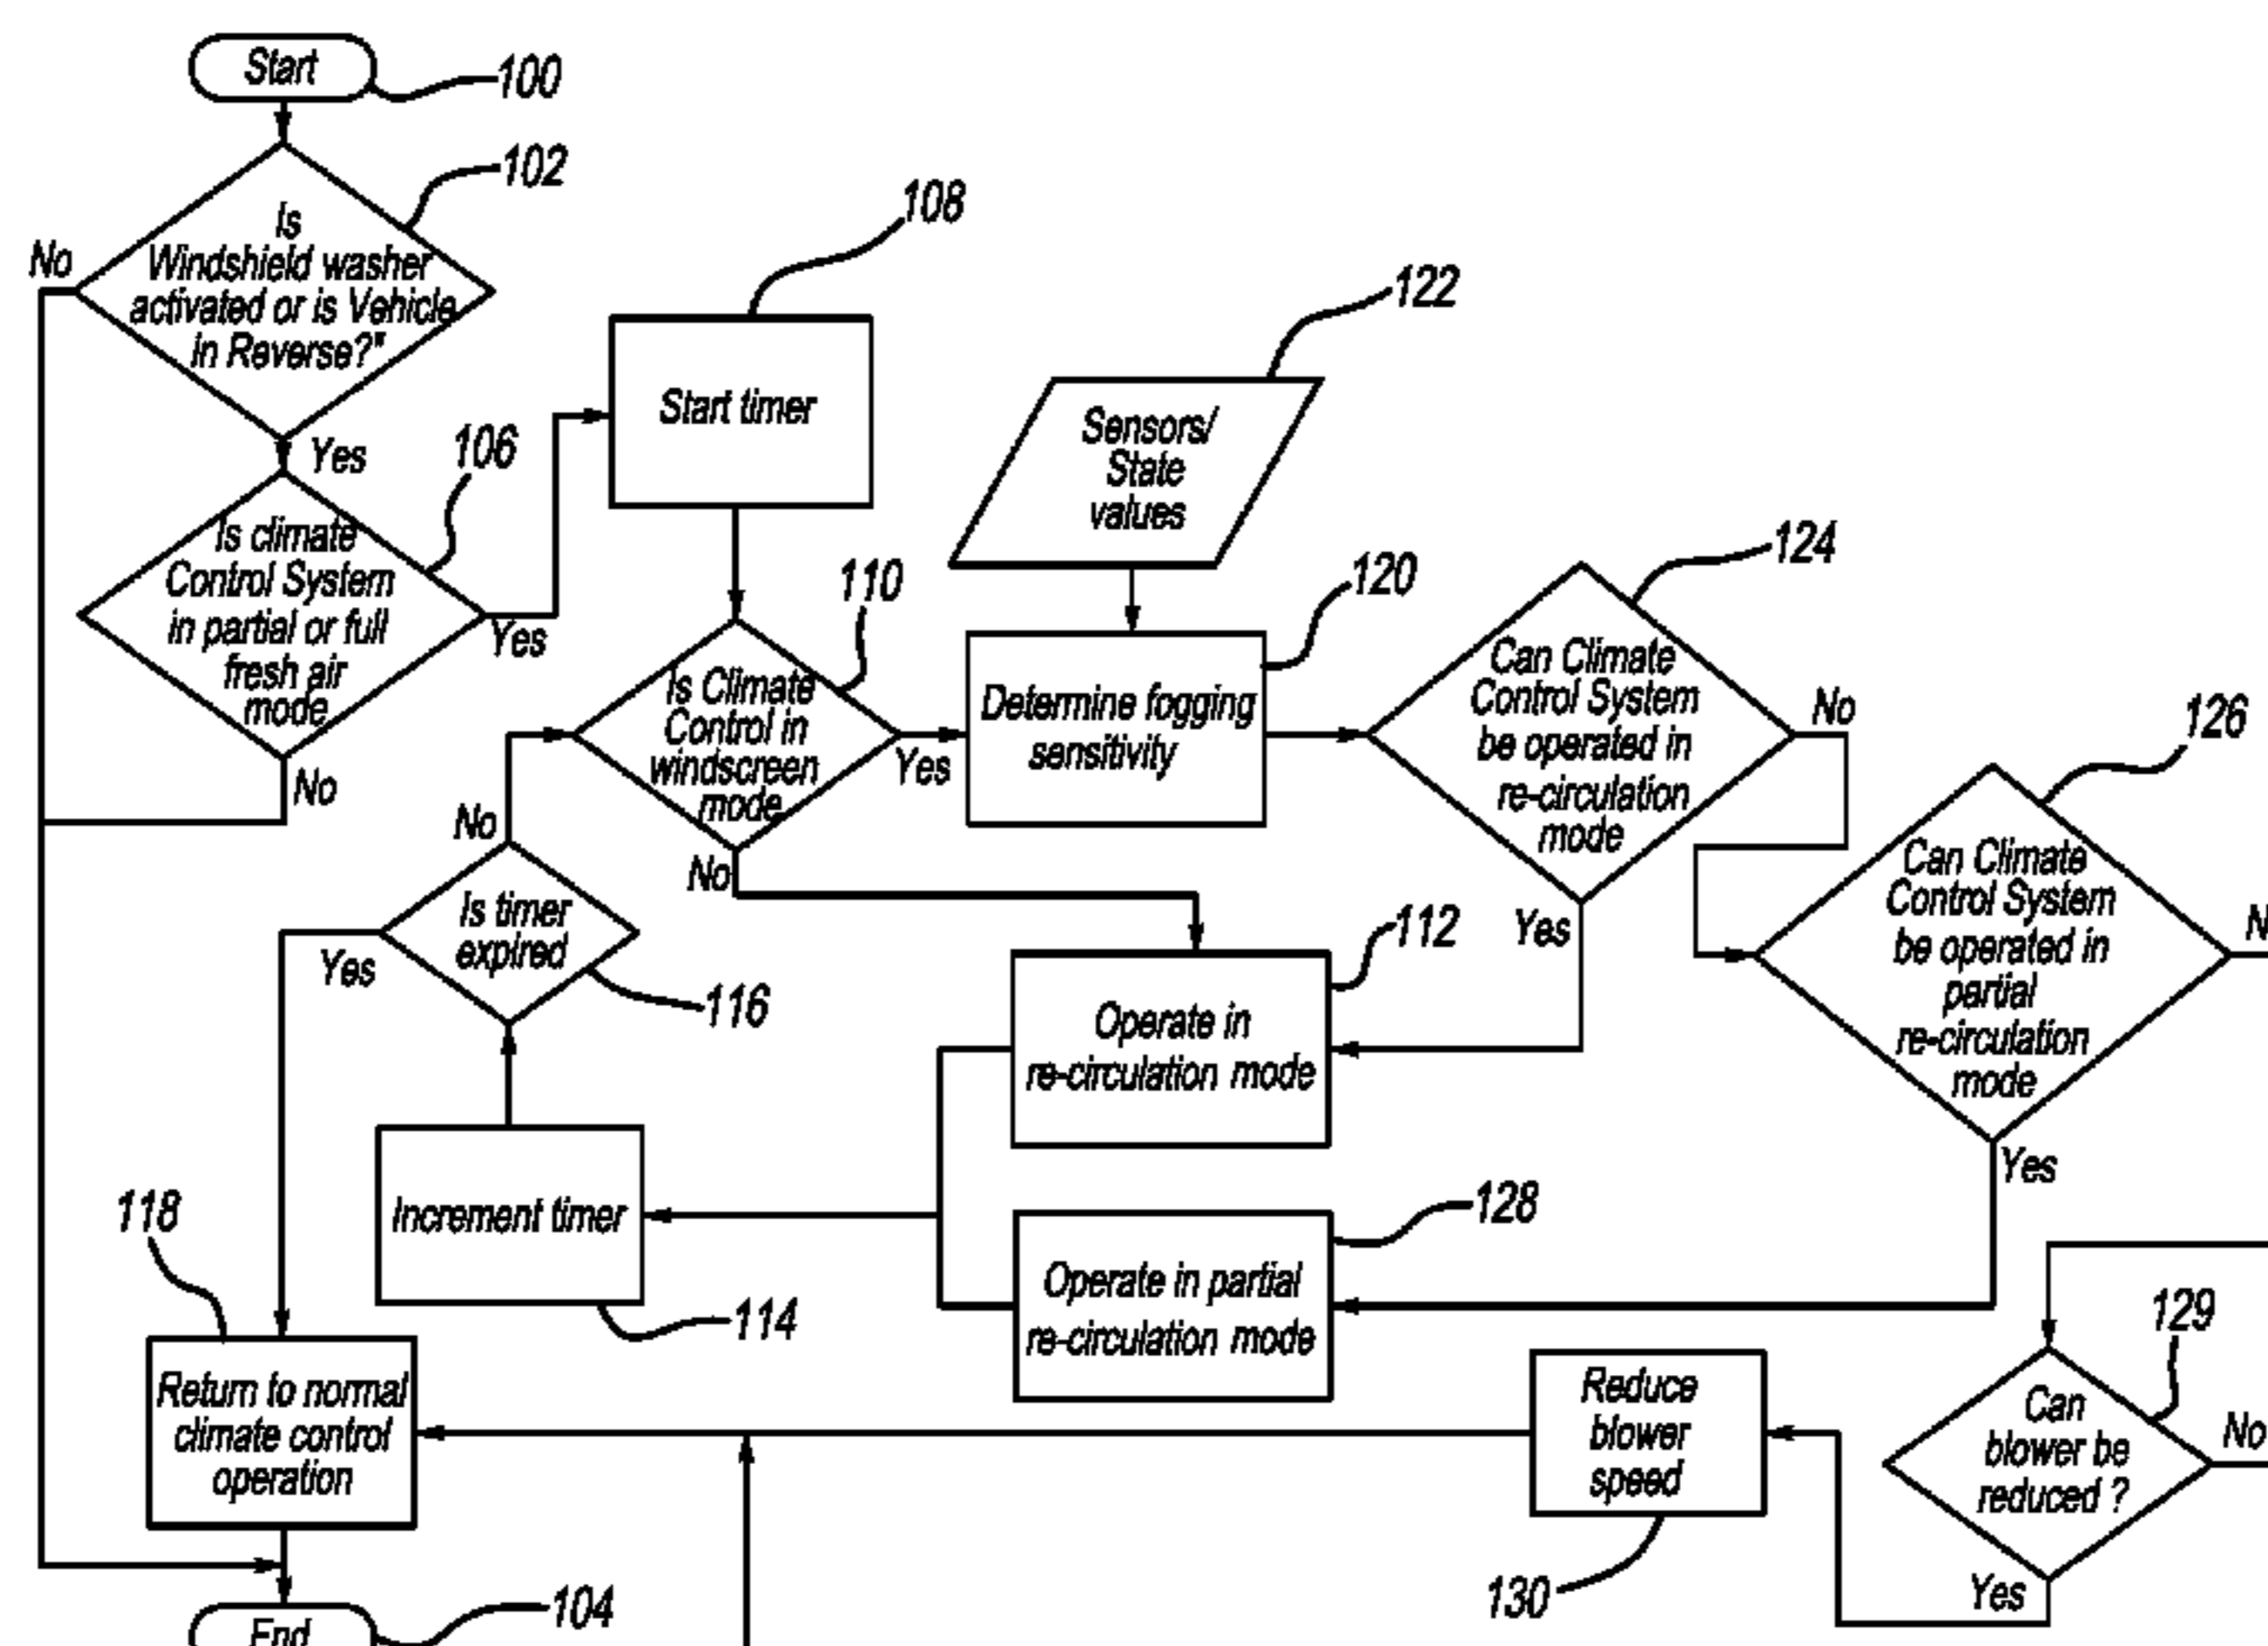 Start
100
102
Is
Windshield washer
activated or is Vehicle
in Reverse?"
No
Yes
106
Is climate
Control System
in partial or full
fresh air
mode
Yes
No
108
Start timer
122
Sensors/
State
values
110
Is Climate
Control in
windscreen
mode
Yes
No
120
Determine fogging
sensitivity
124
Can Climate
Control System
be operated in
re-circulation
mode
No
Yes
126
Can Climate
Control System
be operated in
partial
re-circulation
mode
Yes
No
Is timer
expired
Yes
116
112
Operate in
re-circulation mode
Increment timer
114
128
Operate in partial
re-circulation mode
118
Return to normal
climate control
operation
129
Can
blower be
reduced ?
No
Yes
Reduce
blower
speed
130
End
104